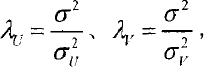 λ_U = σ² / σ_U² 、 λ_V = σ² / σ_V² ,